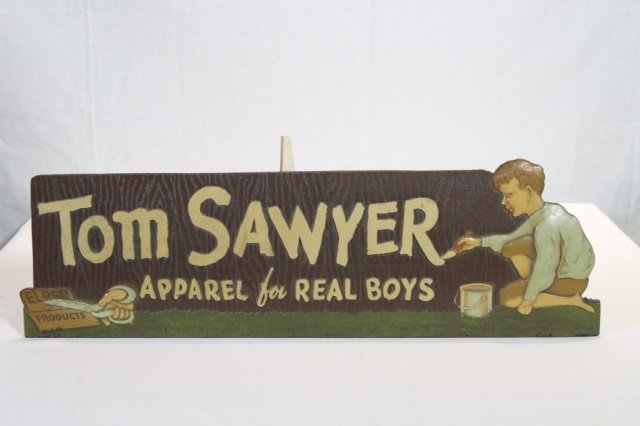 Tom SAWYER
APPAREL for REAL BOYS
ELDER
PRODUCTS